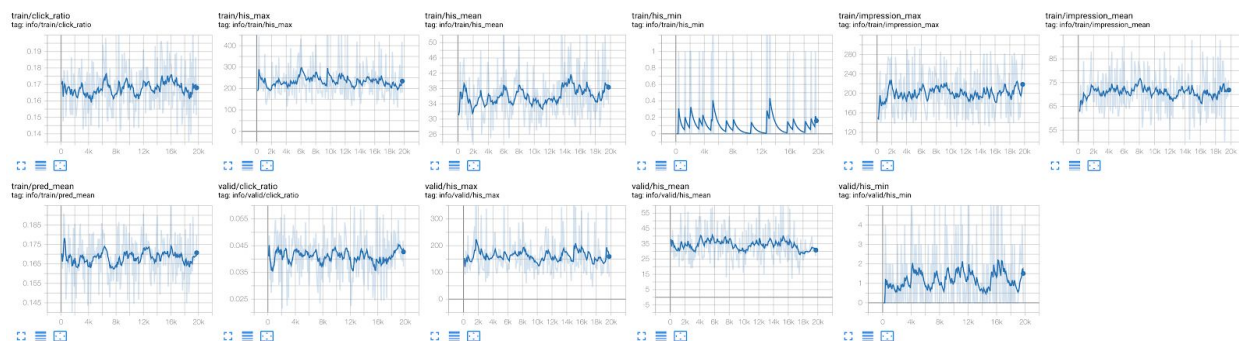 train/click_ratio
tag: info/train/click_ratio
0.19
0.18
0.17
0.16
0.15
0.14
0 4k 8k 12k 16k 20k
train/his_max
tag: info/train/his_max
400
300
200
100
0
0 4k 8k 12k 16k 20k
train/his_mean
tag: info/train/his_mean
50
46
42
38
34
30
26
0 2k 4k 6k 8k 10k 12k 14k 16k 18k 20k
train/his_min
tag: info/train/his_min
1
0.8
0.6
0.4
0.2
0
0 2k 4k 6k 8k 10k 12k 14k 16k 18k 20k
train/impression_max
tag: info/train/impression_max
280
240
200
160
120
0 2k 4k 6k 8k 10k 12k 14k 16k 18k 20k
train/impression_mean
tag: info/train/impression_mean
85
75
65
55
0 2k 4k 6k 8k 10k 12k 14k 16k 18k 20k
train/pred_mean
tag: info/train/pred_mean
0.185
0.175
0.165
0.155
0.145
0 4k 8k 12k 16k 20k
valid/click_ratio
tag: info/valid/click_ratio
0.055
0.045
0.035
0.025
0 4k 8k 12k 16k 20k
valid/his_max
tag: info/valid/his_max
300
200
100
0
0 2k 4k 6k 8k 10k 12k 14k 16k 18k 20k
valid/his_mean
tag: info/valid/his_mean
55
45
35
25
15
5
-5
0 2k 4k 6k 8k 10k 12k 14k 16k 18k 20k
valid/his_min
tag: info/valid/his_min
4
3
2
1
0
0 4k 8k 12k 16k 20k